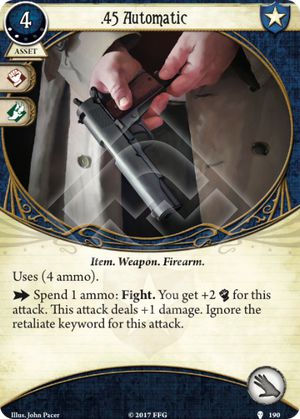 4
.45 Automatic
ASSET
Item. Weapon. Firearm.
Uses (4 ammo).
Spend 1 ammo: Fight. You get +2 for this
attack. This attack deals +1 damage. Ignore the
retaliate keyword for this attack.
Illus. John Pacer
© 2017 FFG
190